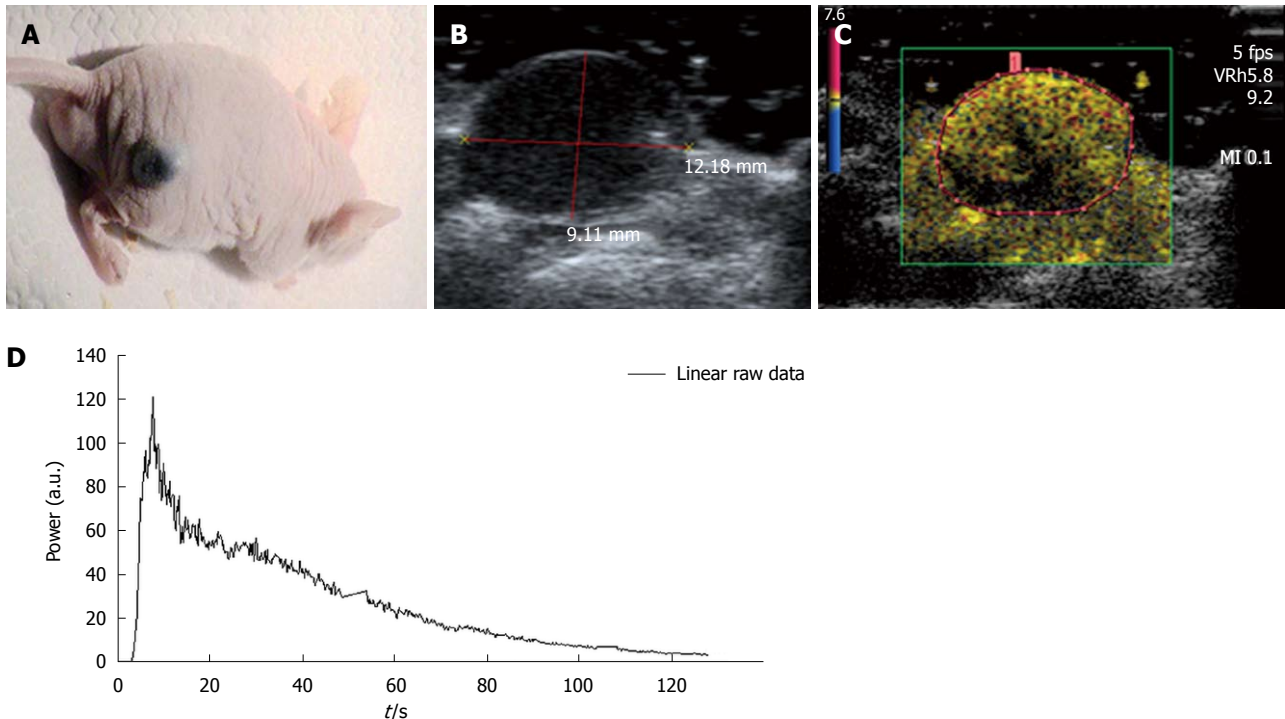 A
B
12.18 mm
9.11 mm
7.6
C
5 fps
VRh5.8
9.2
MI 0.1
D
140
120
100
80
60
40
20
0
Power (a.u.)
Linear raw data
0 20 40 60 80 100 120
t/s